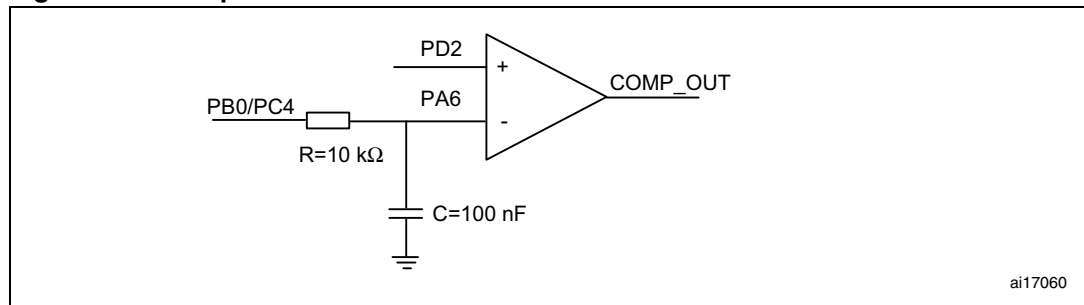 PD2
+
COMP_OUT
PA6
PB0/PC4
-
R=10 kΩ
C=100 nF
ai17060